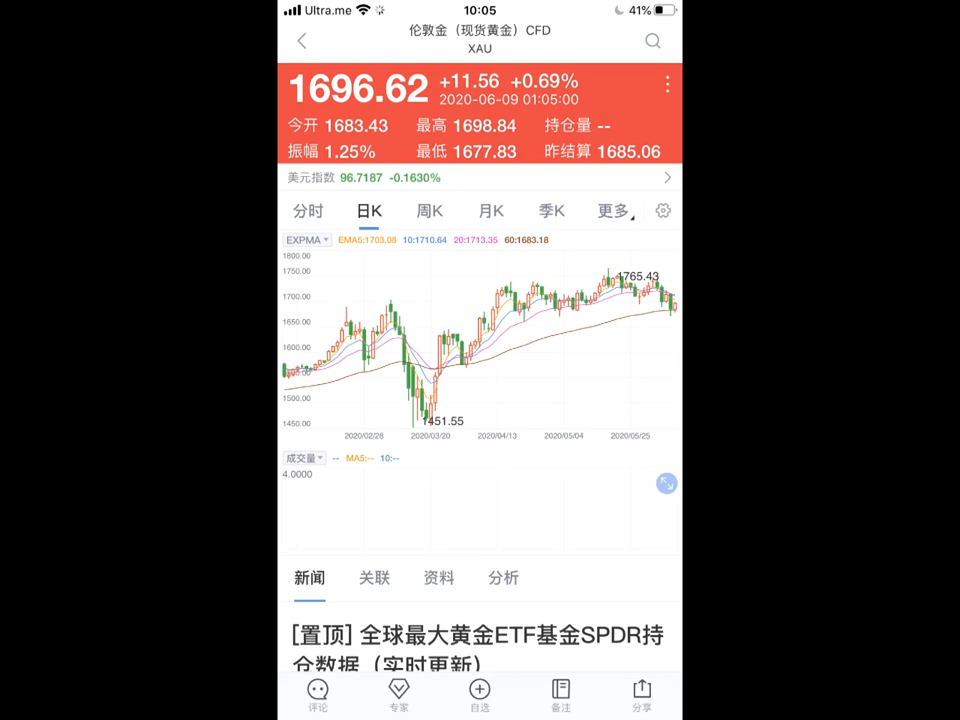 Ultra.me 10:05 41%
伦敦金（现货黄金）CFD
XAU
1696.62 +11.56 +0.69%
2020-06-09 01:05:00
今开 1683.43 最高 1698.84 持仓量 --
振幅 1.25% 最低 1677.83 昨结算 1685.06
美元指数 96.7187 -0.1630%
分时 日K 周K 月K 季K 更多
EXPMA EMA5:1703.08 10:1710.64 20:1713.35 60:1683.18
1800.00
1750.00
1765.43
1700.00
1650.00
1600.00
1500.00
1450.00
1451.55
2020/02/28 2020/03/20 2020/04/13 2020/05/04 2020/05/25
成交量 -- MA5:-- 10:--
4.0000
新闻 关联 资料 分析
[置顶] 全球最大黄金ETF基金SPDR持
仓数据（实时更新）
评论 专家 自选 备注 分享